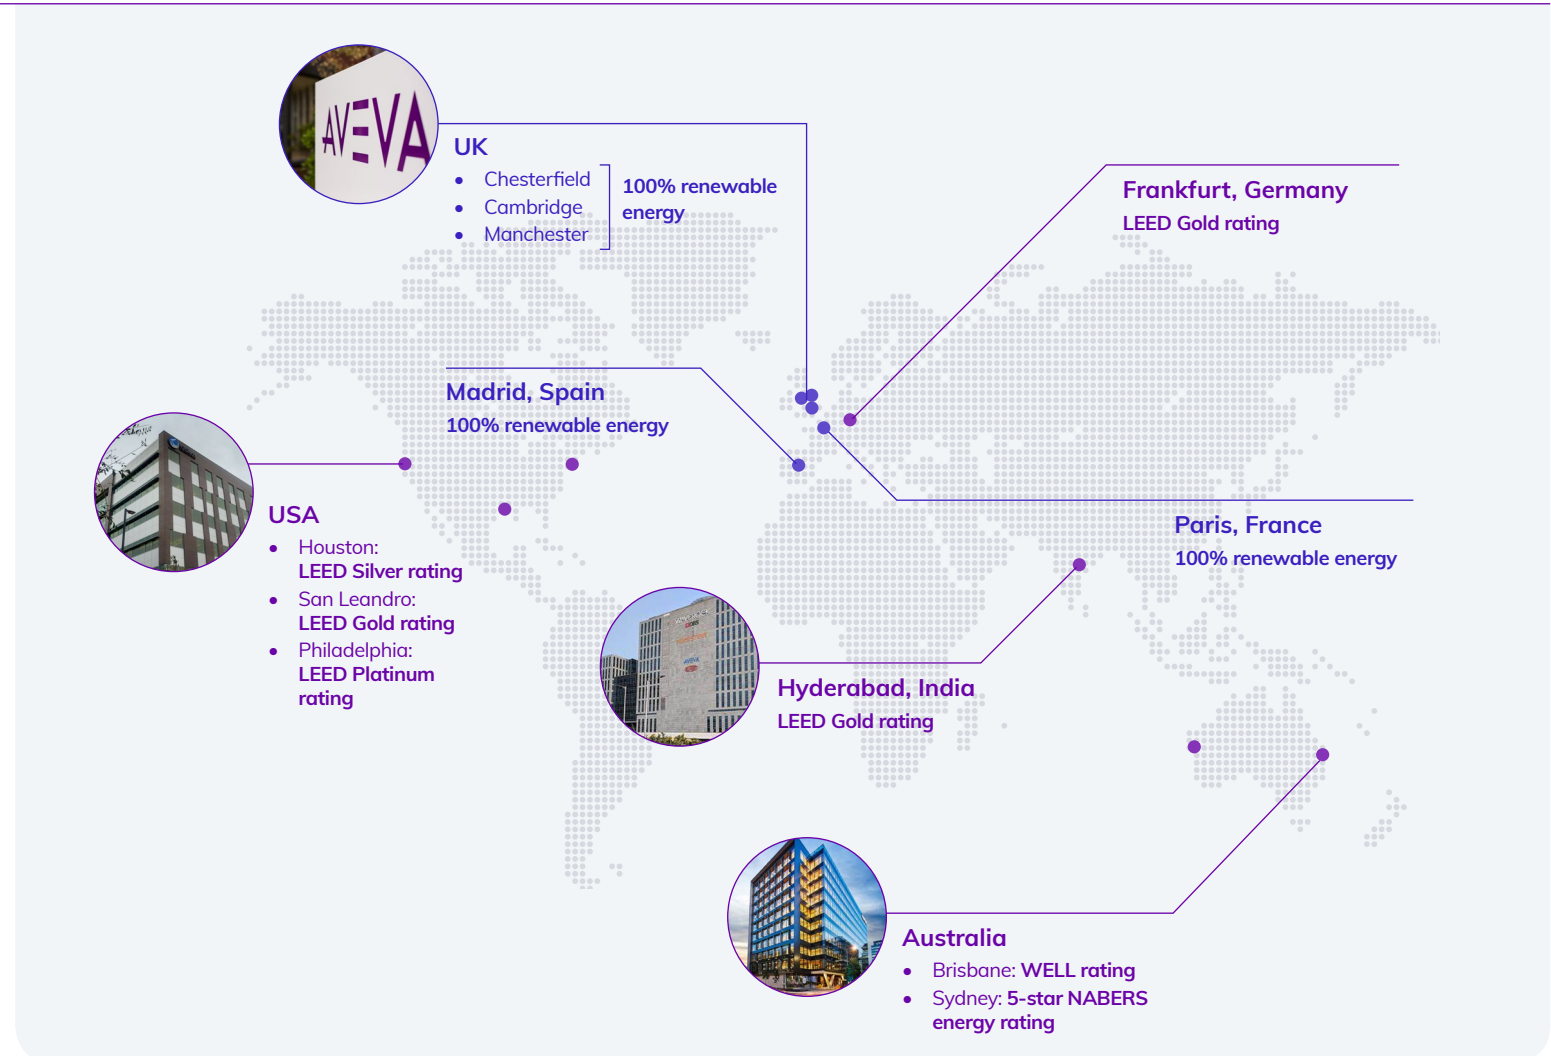 AVEVA
UK
• Chesterfield
• Cambridge
• Manchester
100% renewable
energy
Frankfurt, Germany
LEED Gold rating
Madrid, Spain
100% renewable energy
USA
• Houston:
LEED Silver rating
• San Leandro:
LEED Gold rating
• Philadelphia:
LEED Platinum
rating
Paris, France
100% renewable energy
Hyderabad, India
LEED Gold rating
Australia
• Brisbane: WELL rating
• Sydney: 5-star NABERS
energy rating